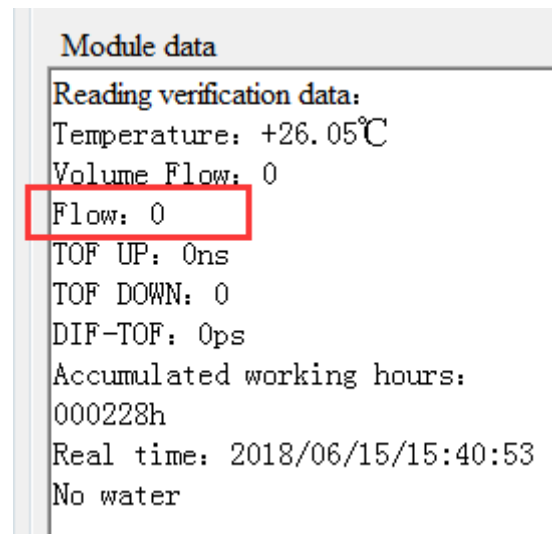 Module data
Reading verification data:
Temperature: +26.05℃
Volume Flow: 0
Flow: 0
TOF UP: 0ns
TOF DOWN: 0
DIF-TOF: 0ps
Accumulated working hours:
000228h
Real time: 2018/06/15/15:40:53
No water